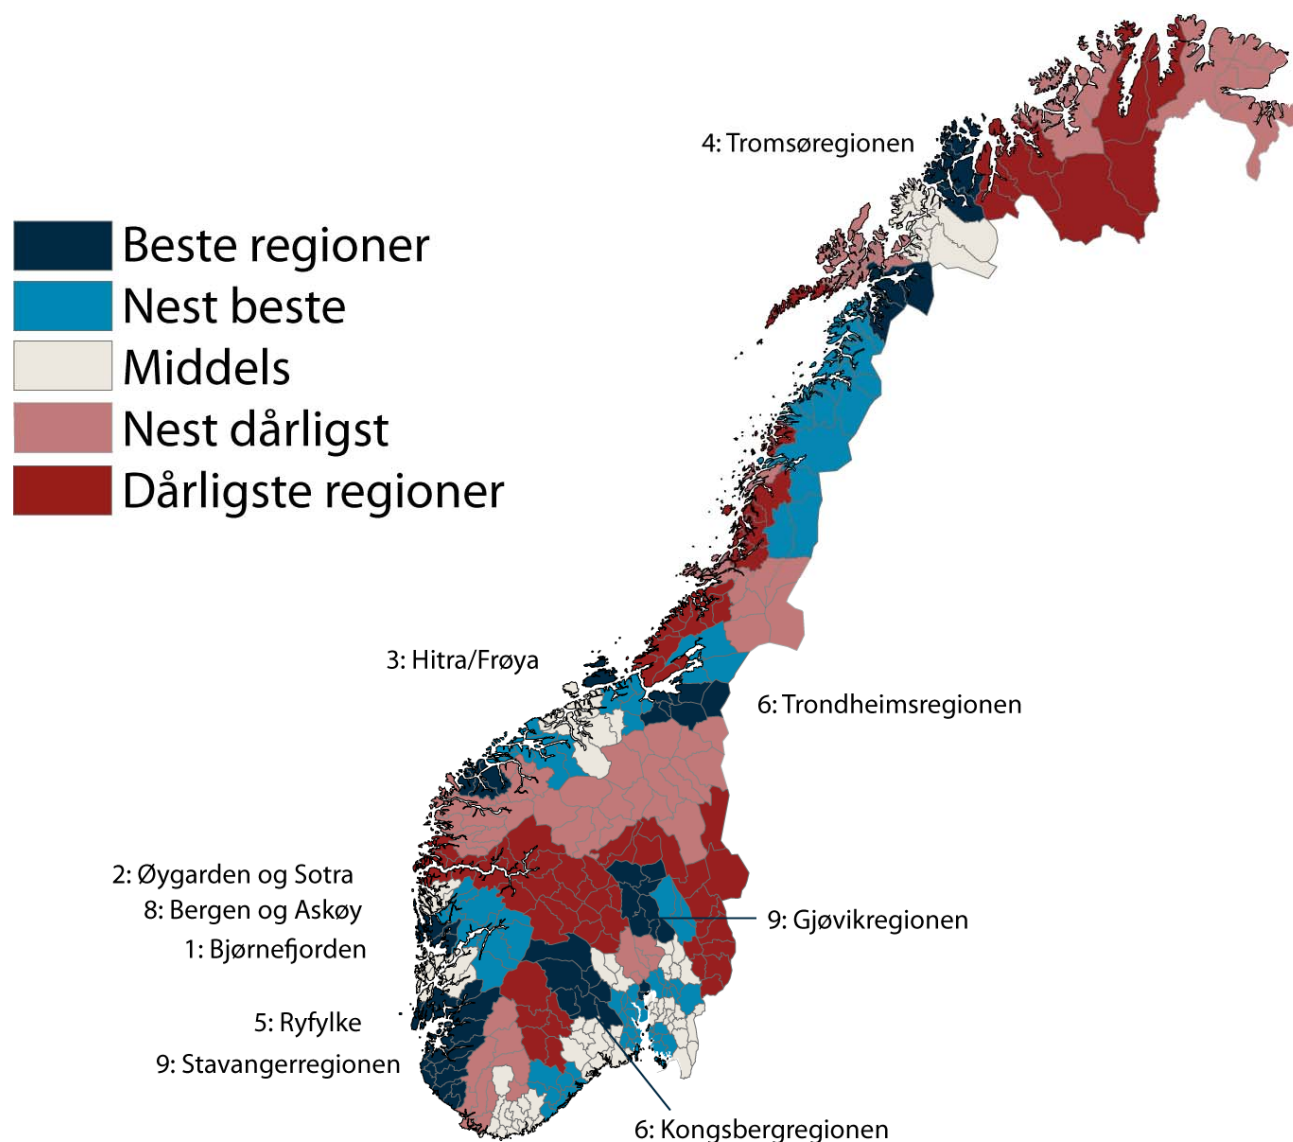 4: Tromsøregionen
Beste regioner
Nest beste
Middels
Nest dårligst
Dårligste regioner
3: Hitra/Frøya
6: Trondheimsregionen
2: Øygarden og Sotra
8: Bergen og Askøy
9: Gjøvikregionen
1: Bjørnefjorden
5: Ryfylke
9: Stavangerregionen
6: Kongsbergregionen